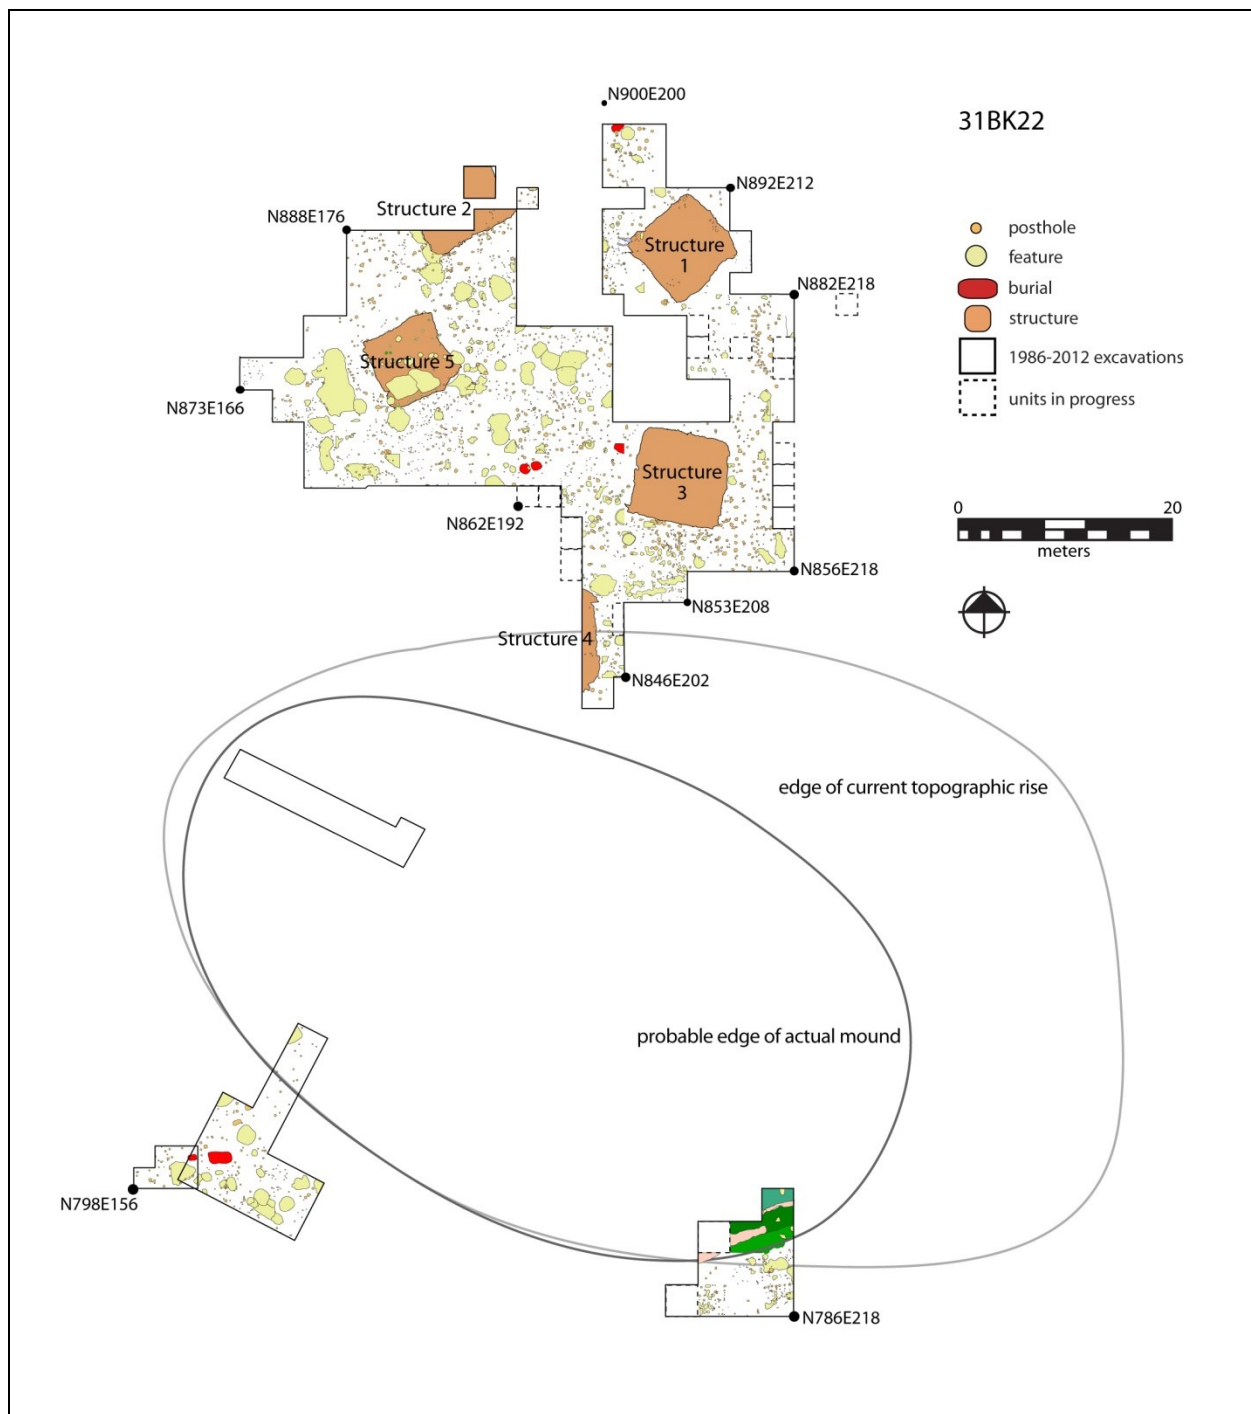 N900E200
31BK22
N892E212
Structure 2
N888E176
posthole
Structure
1
feature
N882E218
burial
structure
Structure 5
1986-2012 excavations
N873E166
units in progress
Structure
3
0 20
N862E192
meters
N856E218
N853E208
Structure 4
N846E202
edge of current topographic rise
probable edge of actual mound
N798E156
N786E218